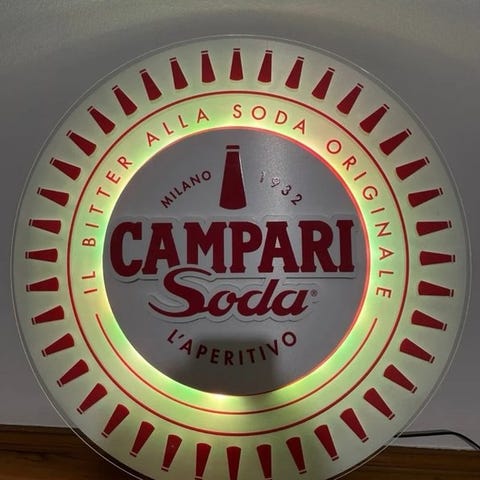 IL BITTER ALLA SODA ORIGINALE
MILANO 1932
CAMPARI
Soda®
L'APERITIVO